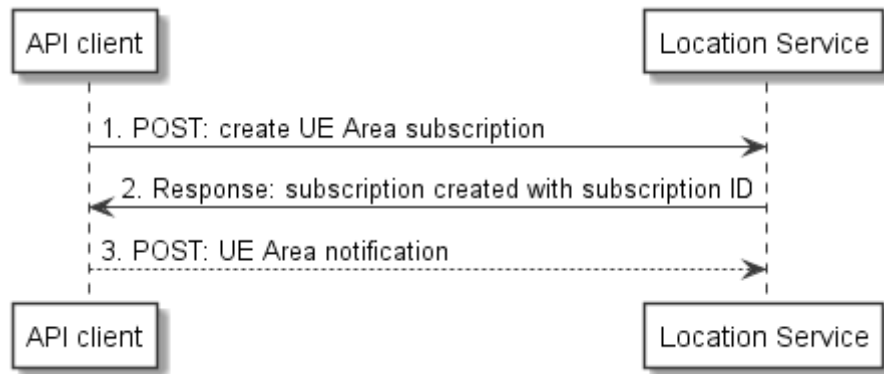 API client
Location Service
1. POST: create UE Area subscription
2. Response: subscription created with subscription ID
3. POST: UE Area notification
API client
Location Service